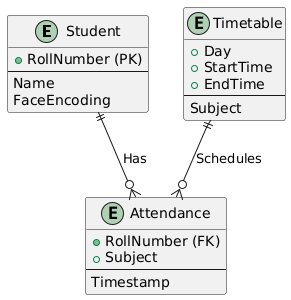 E Student
RollNumber (PK)
Name
FaceEncoding
E Timetable
Day
StartTime
EndTime
Subject
Has
Schedules
E Attendance
RollNumber (FK)
Subject
Timestamp